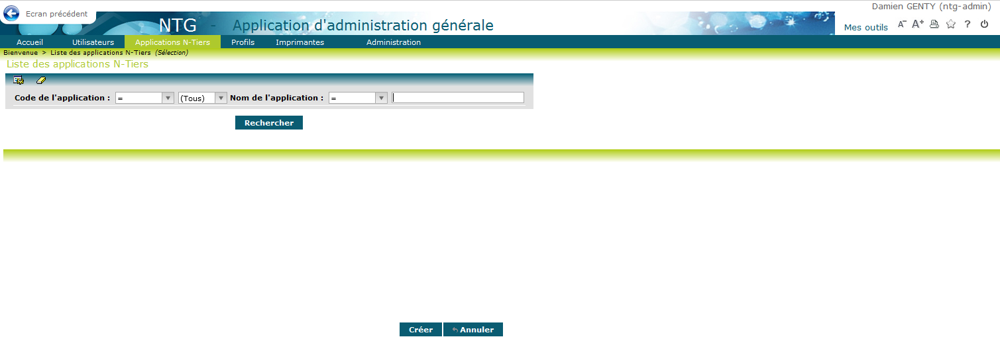 Damien GENTY (ntg-admin)
Ecran précédent
NTG - Application d'administration générale
Mes outils A- A+ ?
Accueil Utilisateurs Applications N-Tiers Profils Imprimantes Administration
Bienvenue > Liste des applications N-Tiers (Sélection)
Liste des applications N-Tiers
Code de l'application : = (Tous) Nom de l'application : =
Rechercher
Créer Annuler